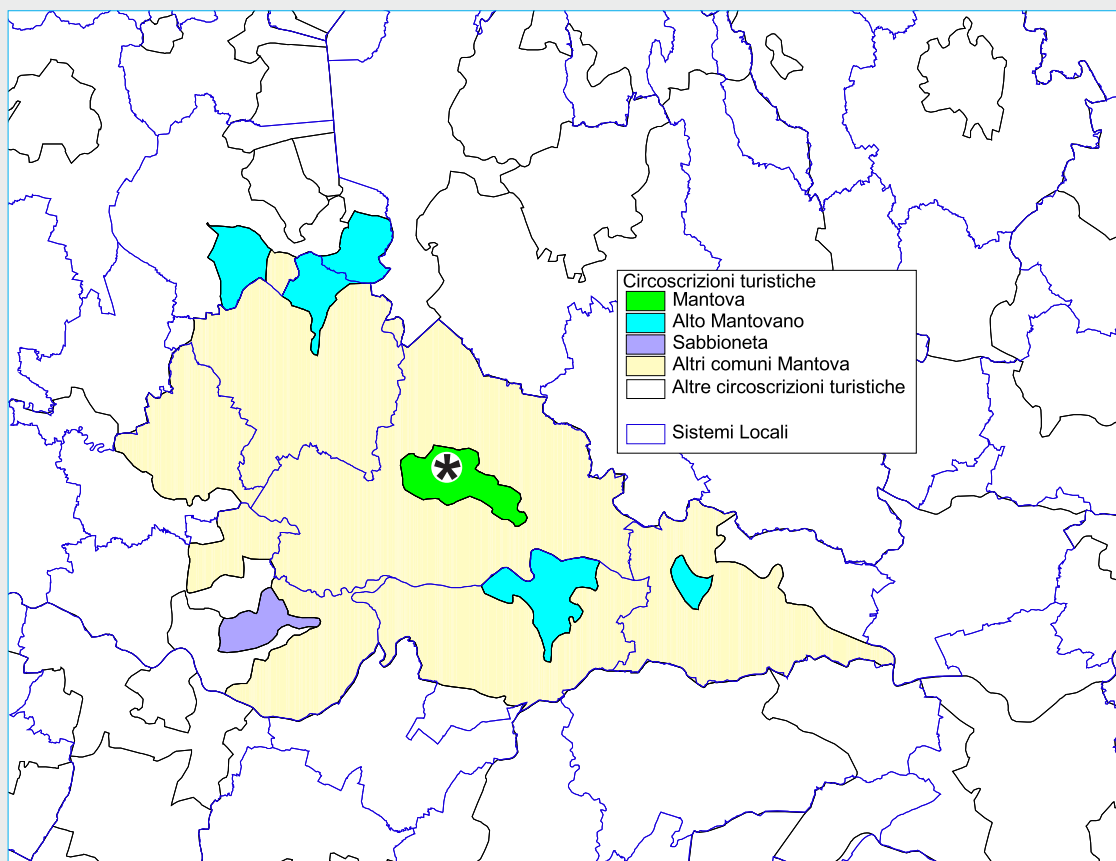 Circoscrizioni turistiche
Mantova
Alto Mantovano
Sabbioneta
Altri comuni Mantova
Altre circoscrizioni turistiche
Sistemi Locali